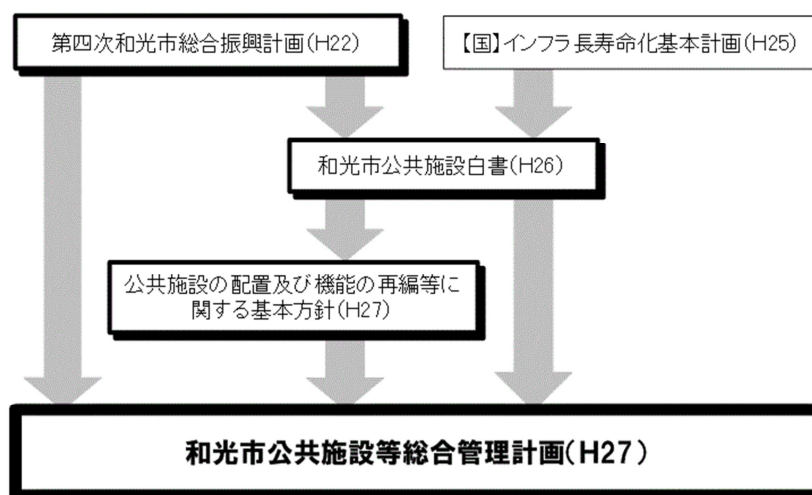 第四次和光市総合振興計画(H22)
【国】インフラ長寿命化基本計画(H25)
和光市公共施設白書(H26)
公共施設の配置及び機能の再編等に
関する基本方針(H27)
和光市公共施設等総合管理計画(H27)